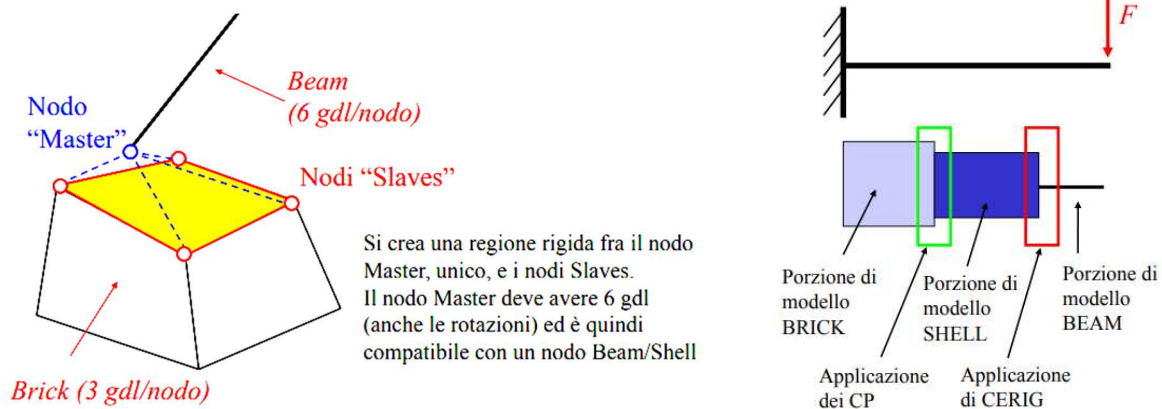 Beam
(6 gdl/nodo)
Nodo
“Master”
Nodi “Slaves”
Si crea una regione rigida fra il nodo
Master, unico, e i nodi Slaves.
Il nodo Master deve avere 6 gdl
(anche le rotazioni) ed è quindi
compatibile con un nodo Beam/Shell
Brick (3 gdl/nodo)
F
Porzione di
modello
BRICK
Porzione di
modello
SHELL
Porzione di
modello
BEAM
Applicazione
dei CP
Applicazione
di CERIG